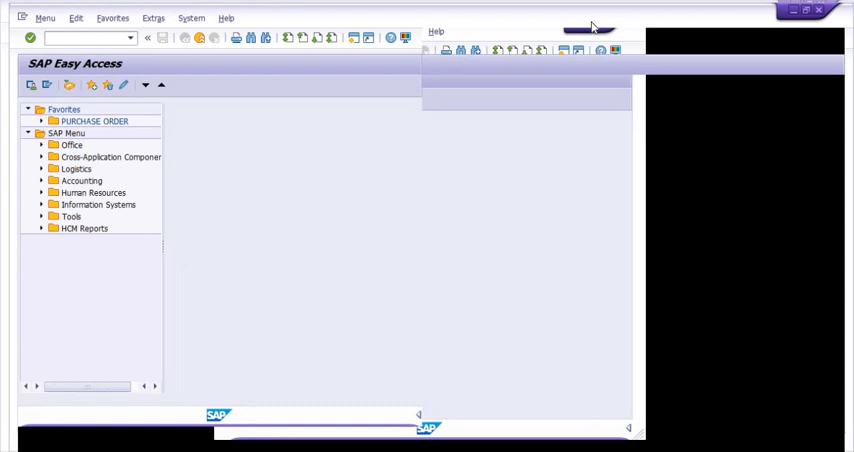 Menu Edit Favorites Extras System Help
Help
SAP Easy Access
Favorites
PURCHASE ORDER
SAP Menu
Office
Cross-Application Componer
Logistics
Accounting
Human Resources
Information Systems
Tools
HCM Reports
SAP
SAP